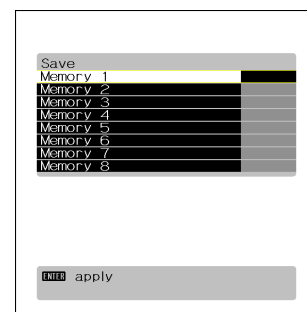 Save
Memory 1
Memory 2
Memory 3
Memory 4
Memory 5
Memory 6
Memory 7
Memory 8
ENTER apply